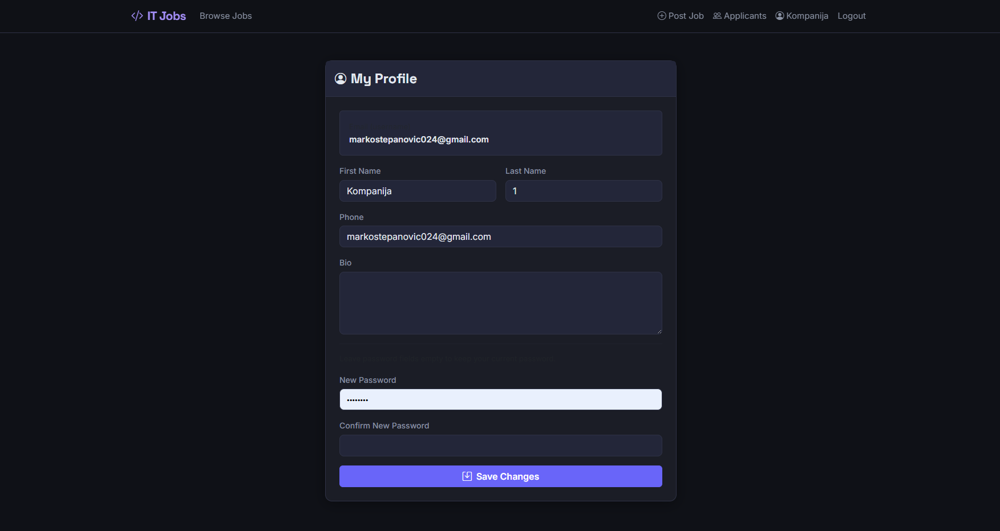 IT Jobs Browse Jobs Post Job Applicants Kompanija Logout
My Profile
markostepanovic024@gmail.com
First Name Last Name
Kompanija 1
Phone
markostepanovic024@gmail.com
Bio
Leave password fields empty to keep your current password.
New Password
••••••••
Confirm New Password
Save Changes